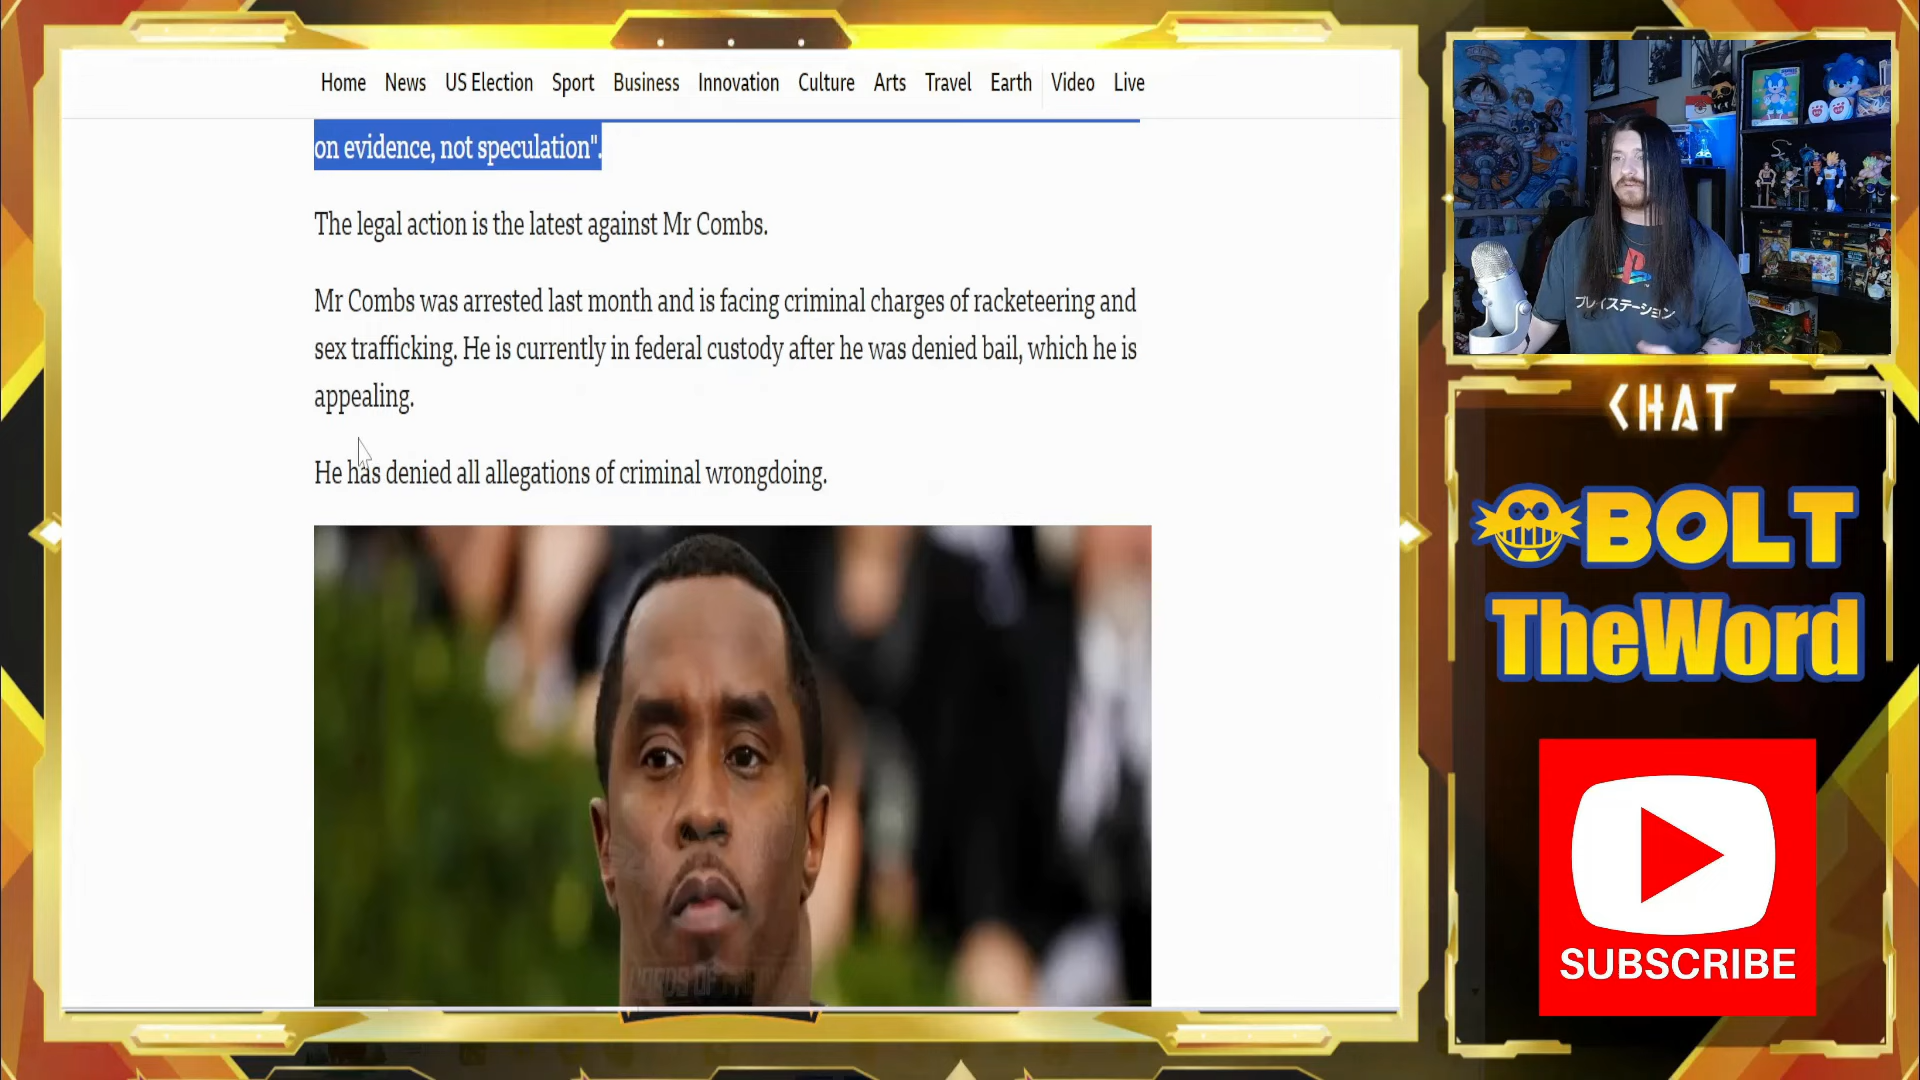 Home News US Election Sport Business Innovation Culture Arts Travel Earth Video Live
on evidence, not speculation".
The legal action is the latest against Mr Combs.
Mr Combs was arrested last month and is facing criminal charges of racketeering and
sex trafficking. He is currently in federal custody after he was denied bail, which he is
appealing.
He has denied all allegations of criminal wrongdoing.
プレイステーション
CHAT
BOLT
TheWord
SUBSCRIBE